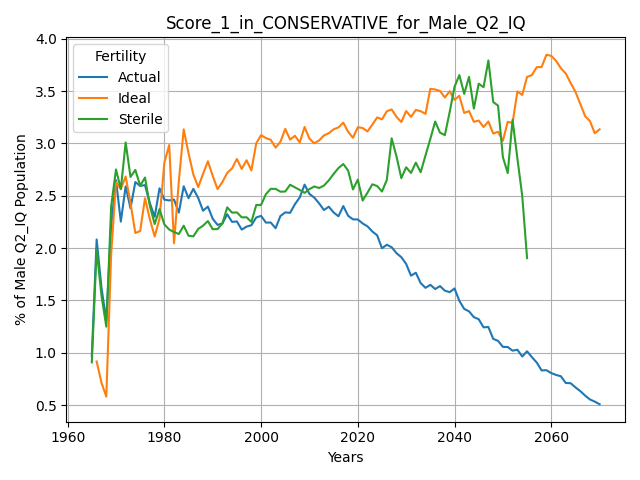 Score_1_in_CONSERVATIVE_for_Male_Q2_IQ
Fertility
Actual
Ideal
Sterile
% of Male Q2_IQ Population
4.0
3.5
3.0
2.5
2.0
1.5
1.0
0.5
1960 1980 2000 2020 2040 2060
Years